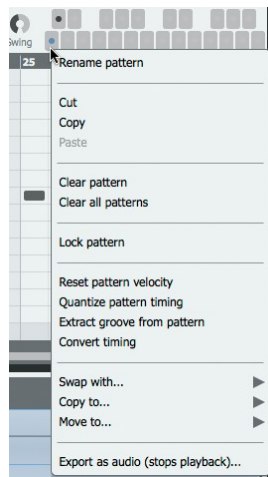 Swing
25
Rename pattern
Cut
Copy
Paste
Clear pattern
Clear all patterns
Lock pattern
Reset pattern velocity
Quantize pattern timing
Extract groove from pattern
Convert timing
Swap with...
Copy to...
Move to...
Export as audio (stops playback)...